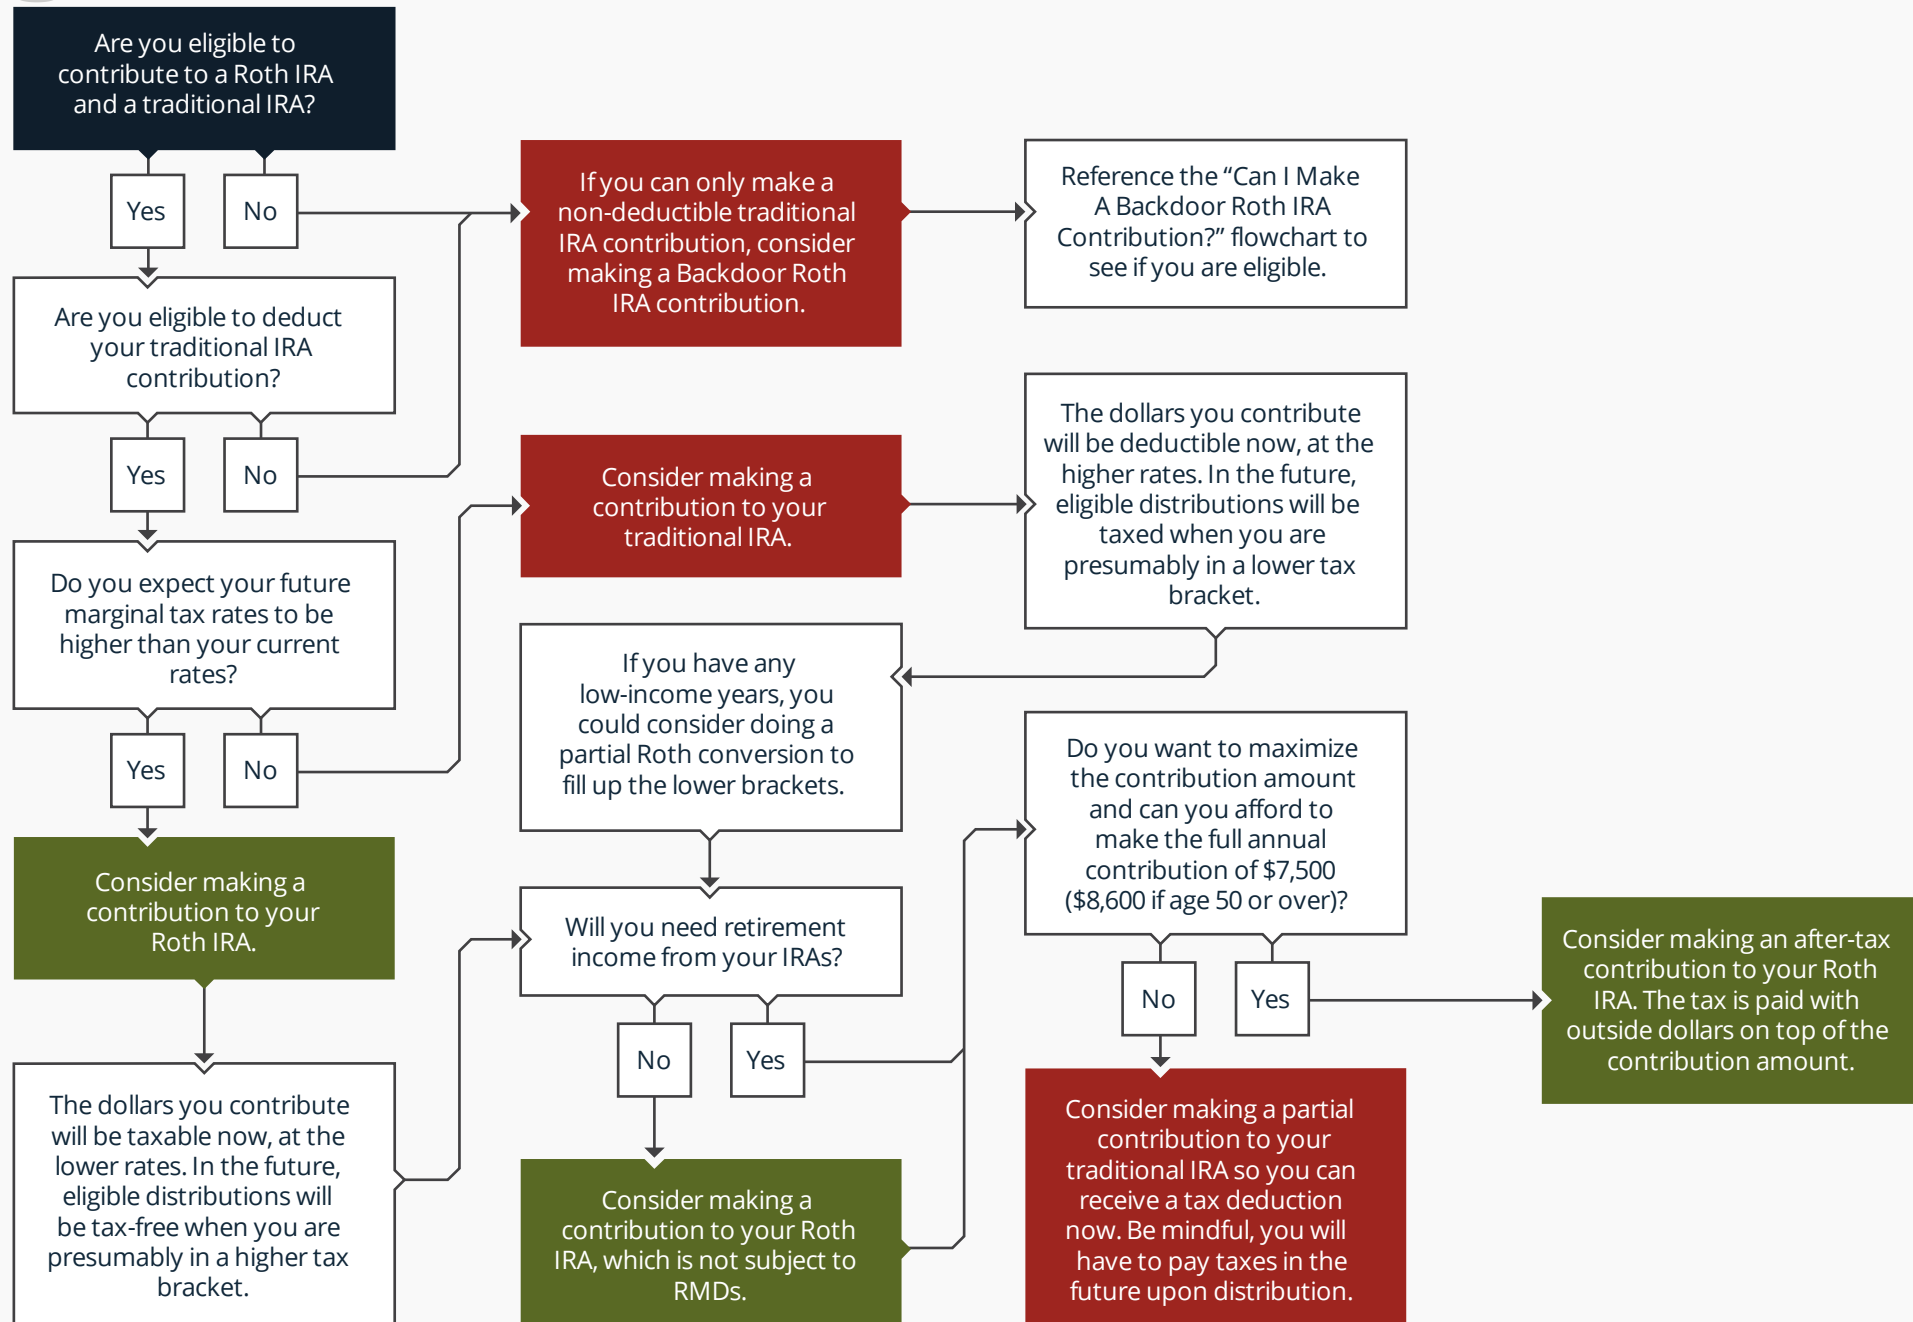 Are you eligible to
contribute to a Roth IRA
and a traditional IRA?
Yes
No
If you can only make a
non-deductible traditional
IRA contribution, consider
making a Backdoor Roth
IRA contribution.
Reference the “Can I Make
A Backdoor Roth IRA
Contribution?” flowchart to
see if you are eligible.
Are you eligible to deduct
your traditional IRA
contribution?
Yes
No
Consider making a
contribution to your
traditional IRA.
The dollars you contribute
will be deductible now, at the
higher rates. In the future,
eligible distributions will be
taxed when you are
presumably in a lower tax
bracket.
Do you expect your future
marginal tax rates to be
higher than your current
rates?
Yes
No
If you have any
low-income years, you
could consider doing a
partial Roth conversion to
fill up the lower brackets.
Do you want to maximize
the contribution amount
and can you afford to
make the full annual
contribution of $7,500
($8,600 if age 50 or over)?
No
Yes
Consider making a
contribution to your
Roth IRA.
Will you need retirement
income from your IRAs?
No
Yes
Consider making an after-tax
contribution to your Roth
IRA. The tax is paid with
outside dollars on top of the
contribution amount.
The dollars you contribute
will be taxable now, at the
lower rates. In the future,
eligible distributions will
be tax-free when you are
presumably in a higher tax
bracket.
Consider making a
contribution to your Roth
IRA, which is not subject to
RMDs.
Consider making a partial
contribution to your
traditional IRA so you can
receive a tax deduction
now. Be mindful, you will
have to pay taxes in the
future upon distribution.